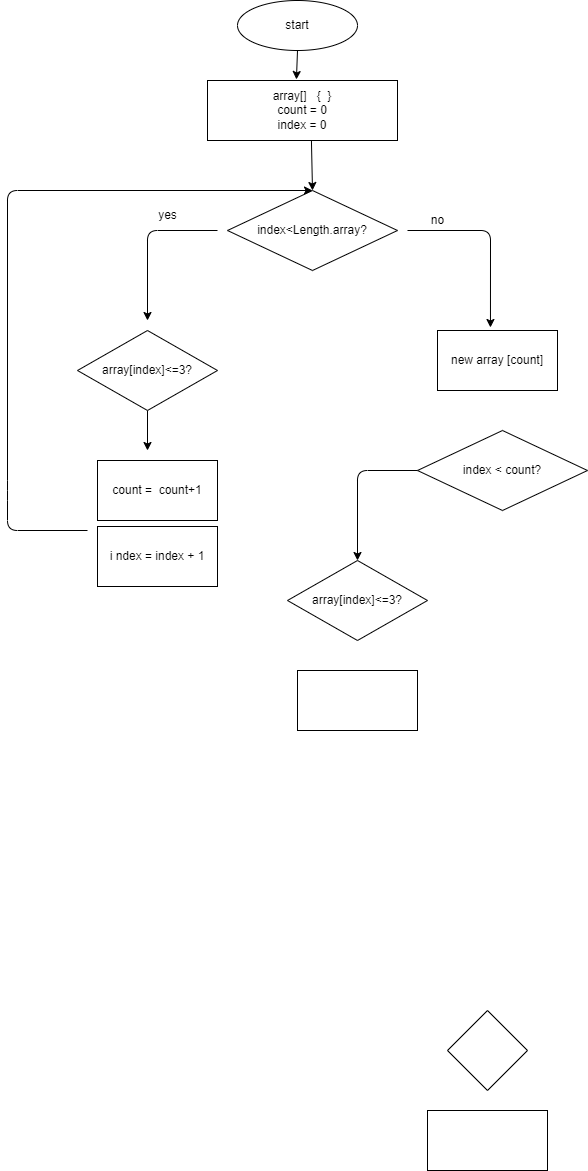 start
array[] { }
count = 0
index = 0
yes
index<Length.array?
no
array[index]<=3?
new array [count]
count = count+1
index < count?
i ndex = index + 1
array[index]<=3?